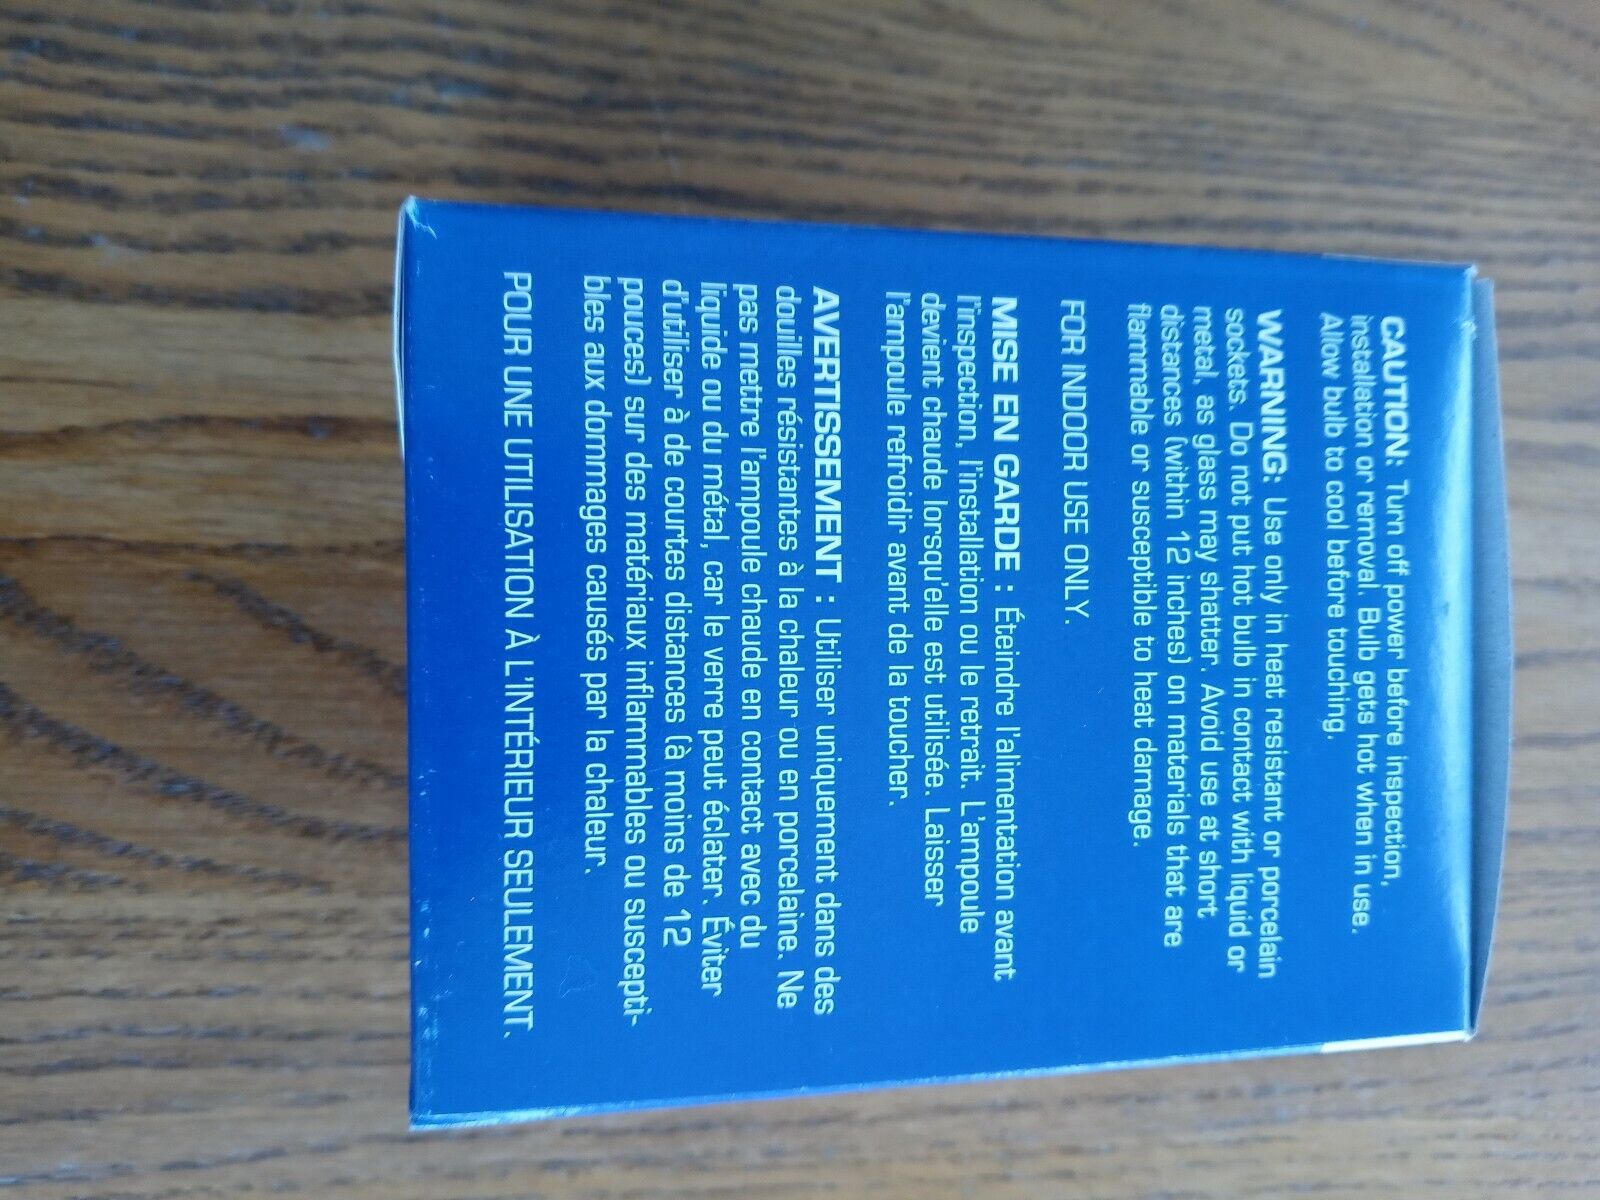 CAUTION: Turn off power before inspection,
installation or removal. Bulb gets hot when in use.
Allow bulb to cool before touching.
WARNING: Use only in heat resistant or porcelain
sockets. Do not put hot bulb in contact with liquid or
metal, as glass may shatter. Avoid use at short
distances (within 12 inches) on materials that are
flammable or susceptible to heat damage.
FOR INDOOR USE ONLY.
MISE EN GARDE : Éteindre l'alimentation avant
l'inspection, l'installation ou le retrait. L'ampoule
devient chaude lorsqu'elle est utilisée. Laisser
l'ampoule refroidir avant de la toucher.
AVERTISSEMENT : Utiliser uniquement dans des
douilles résistantes à la chaleur ou en porcelaine. Ne
pas mettre l'ampoule chaude en contact avec du
liquide ou du métal, car le verre peut éclater. Éviter
d'utiliser à de courtes distances (à moins de 12
pouces) sur des matériaux inflammables ou suscepti-
bles aux dommages causés par la chaleur.
POUR UNE UTILISATION À L'INTÉRIEUR SEULEMENT.